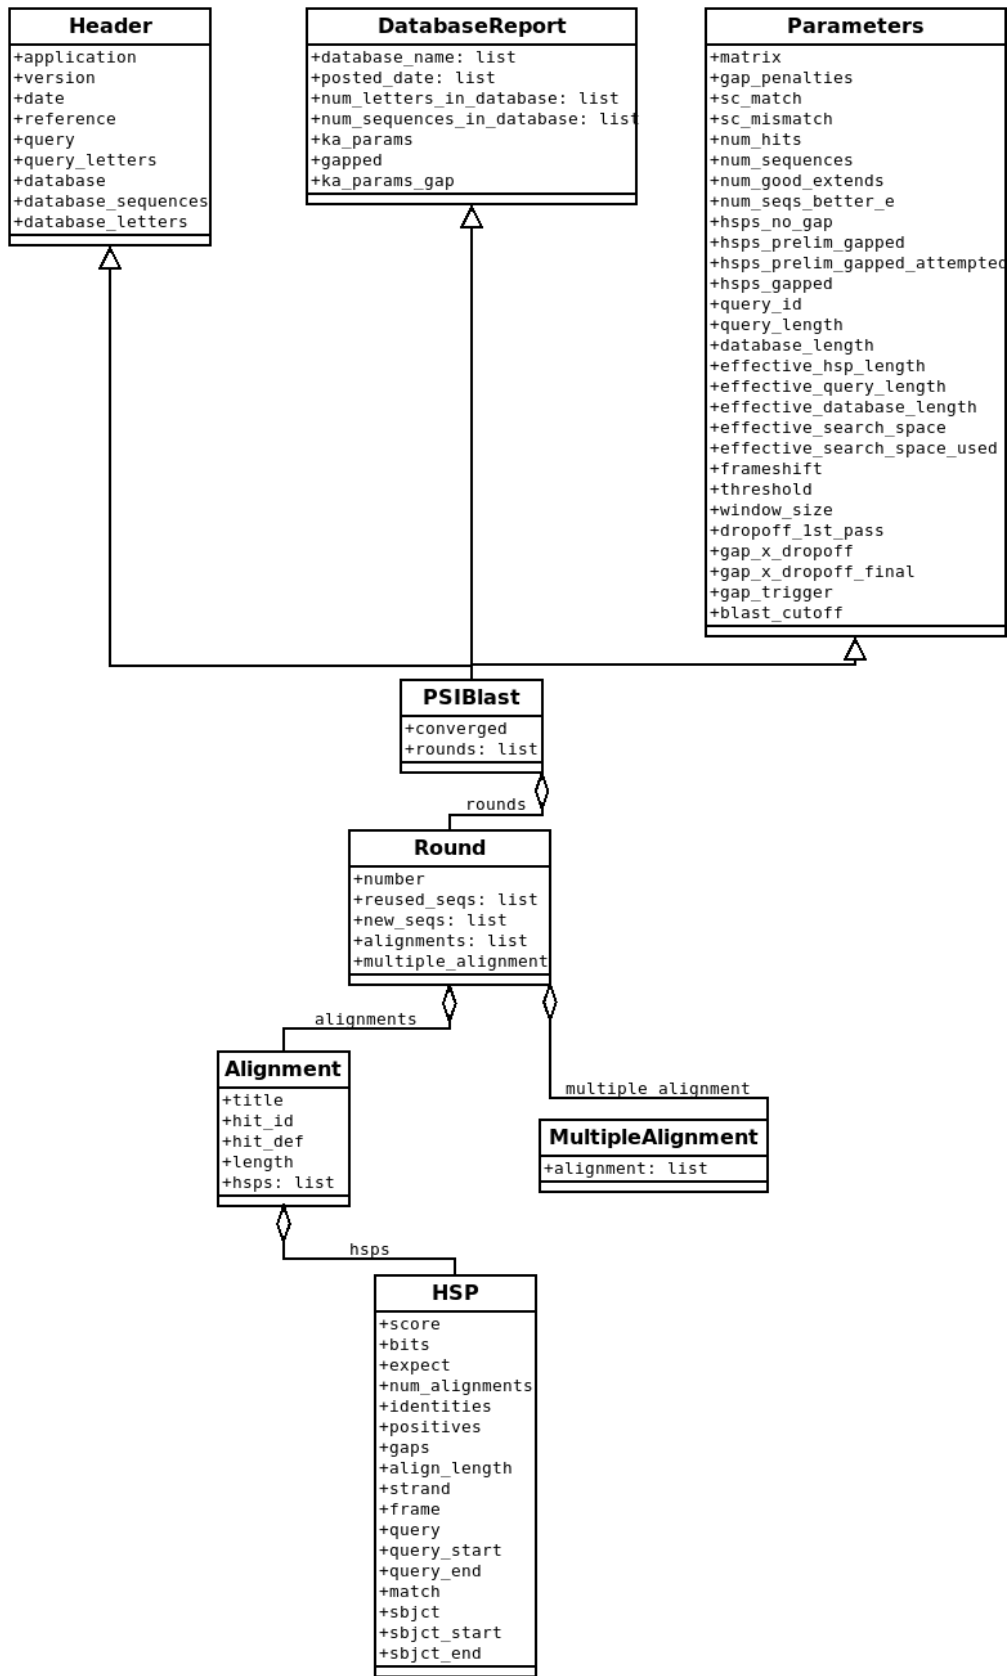 Header
+application
+version
+date
+reference
+query
+query_letters
+database
+database_sequences
+database_letters
DatabaseReport
+database_name: list
+posted_date: list
+num_letters_in_database: list
+num_sequences_in_database: list
+ka_params
+gapped
+ka_params_gap
Parameters
+matrix
+gap_penalties
+sc_match
+sc_mismatch
+num_hits
+num_sequences
+num_good_extends
+num_seqs_better_e
+hsps_no_gap
+hsps_prelim_gapped
+hsps_prelim_gapped_attempted
+hsps_gapped
+query_id
+query_length
+database_length
+effective_hsp_length
+effective_query_length
+effective_database_length
+effective_search_space
+effective_search_space_used
+frameshift
+threshold
+window_size
+dropoff_1st_pass
+gap_x_dropoff
+gap_x_dropoff_final
+gap_trigger
+blast_cutoff
PSIBlast
+converged
+rounds: list
rounds
Round
+number
+reused_seqs: list
+new_seqs: list
+alignments: list
+multiple_alignment
alignments
Alignment
+title
+hit_id
+hit_def
+length
+hsps: list
multiple alignment
MultipleAlignment
+alignment: list
hsps
HSP
+score
+bits
+expect
+num_alignments
+identities
+positives
+gaps
+align_length
+strand
+frame
+query
+query_start
+query_end
+match
+sbjct
+sbjct_start
+sbjct_end